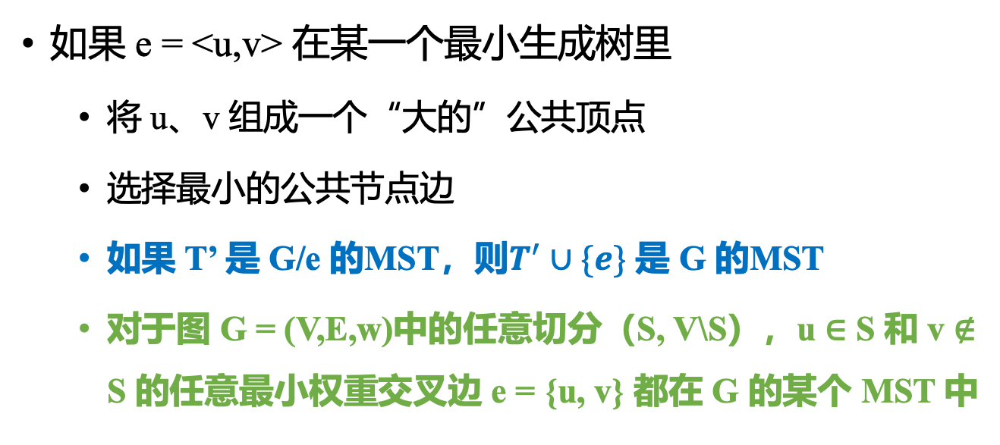 • 如果 e = <u,v> 在某一个最小生成树里
• 将 u、v 组成一个“大的”公共顶点
• 选择最小的公共节点边
• 如果 T’ 是 G/e 的MST，则T′ ∪ {e} 是 G 的MST
• 对于图 G = (V,E,w)中的任意切分（S, V\S），u ∈ S 和 v ∉
S 的任意最小权重交叉边 e = {u, v} 都在 G 的某个 MST 中